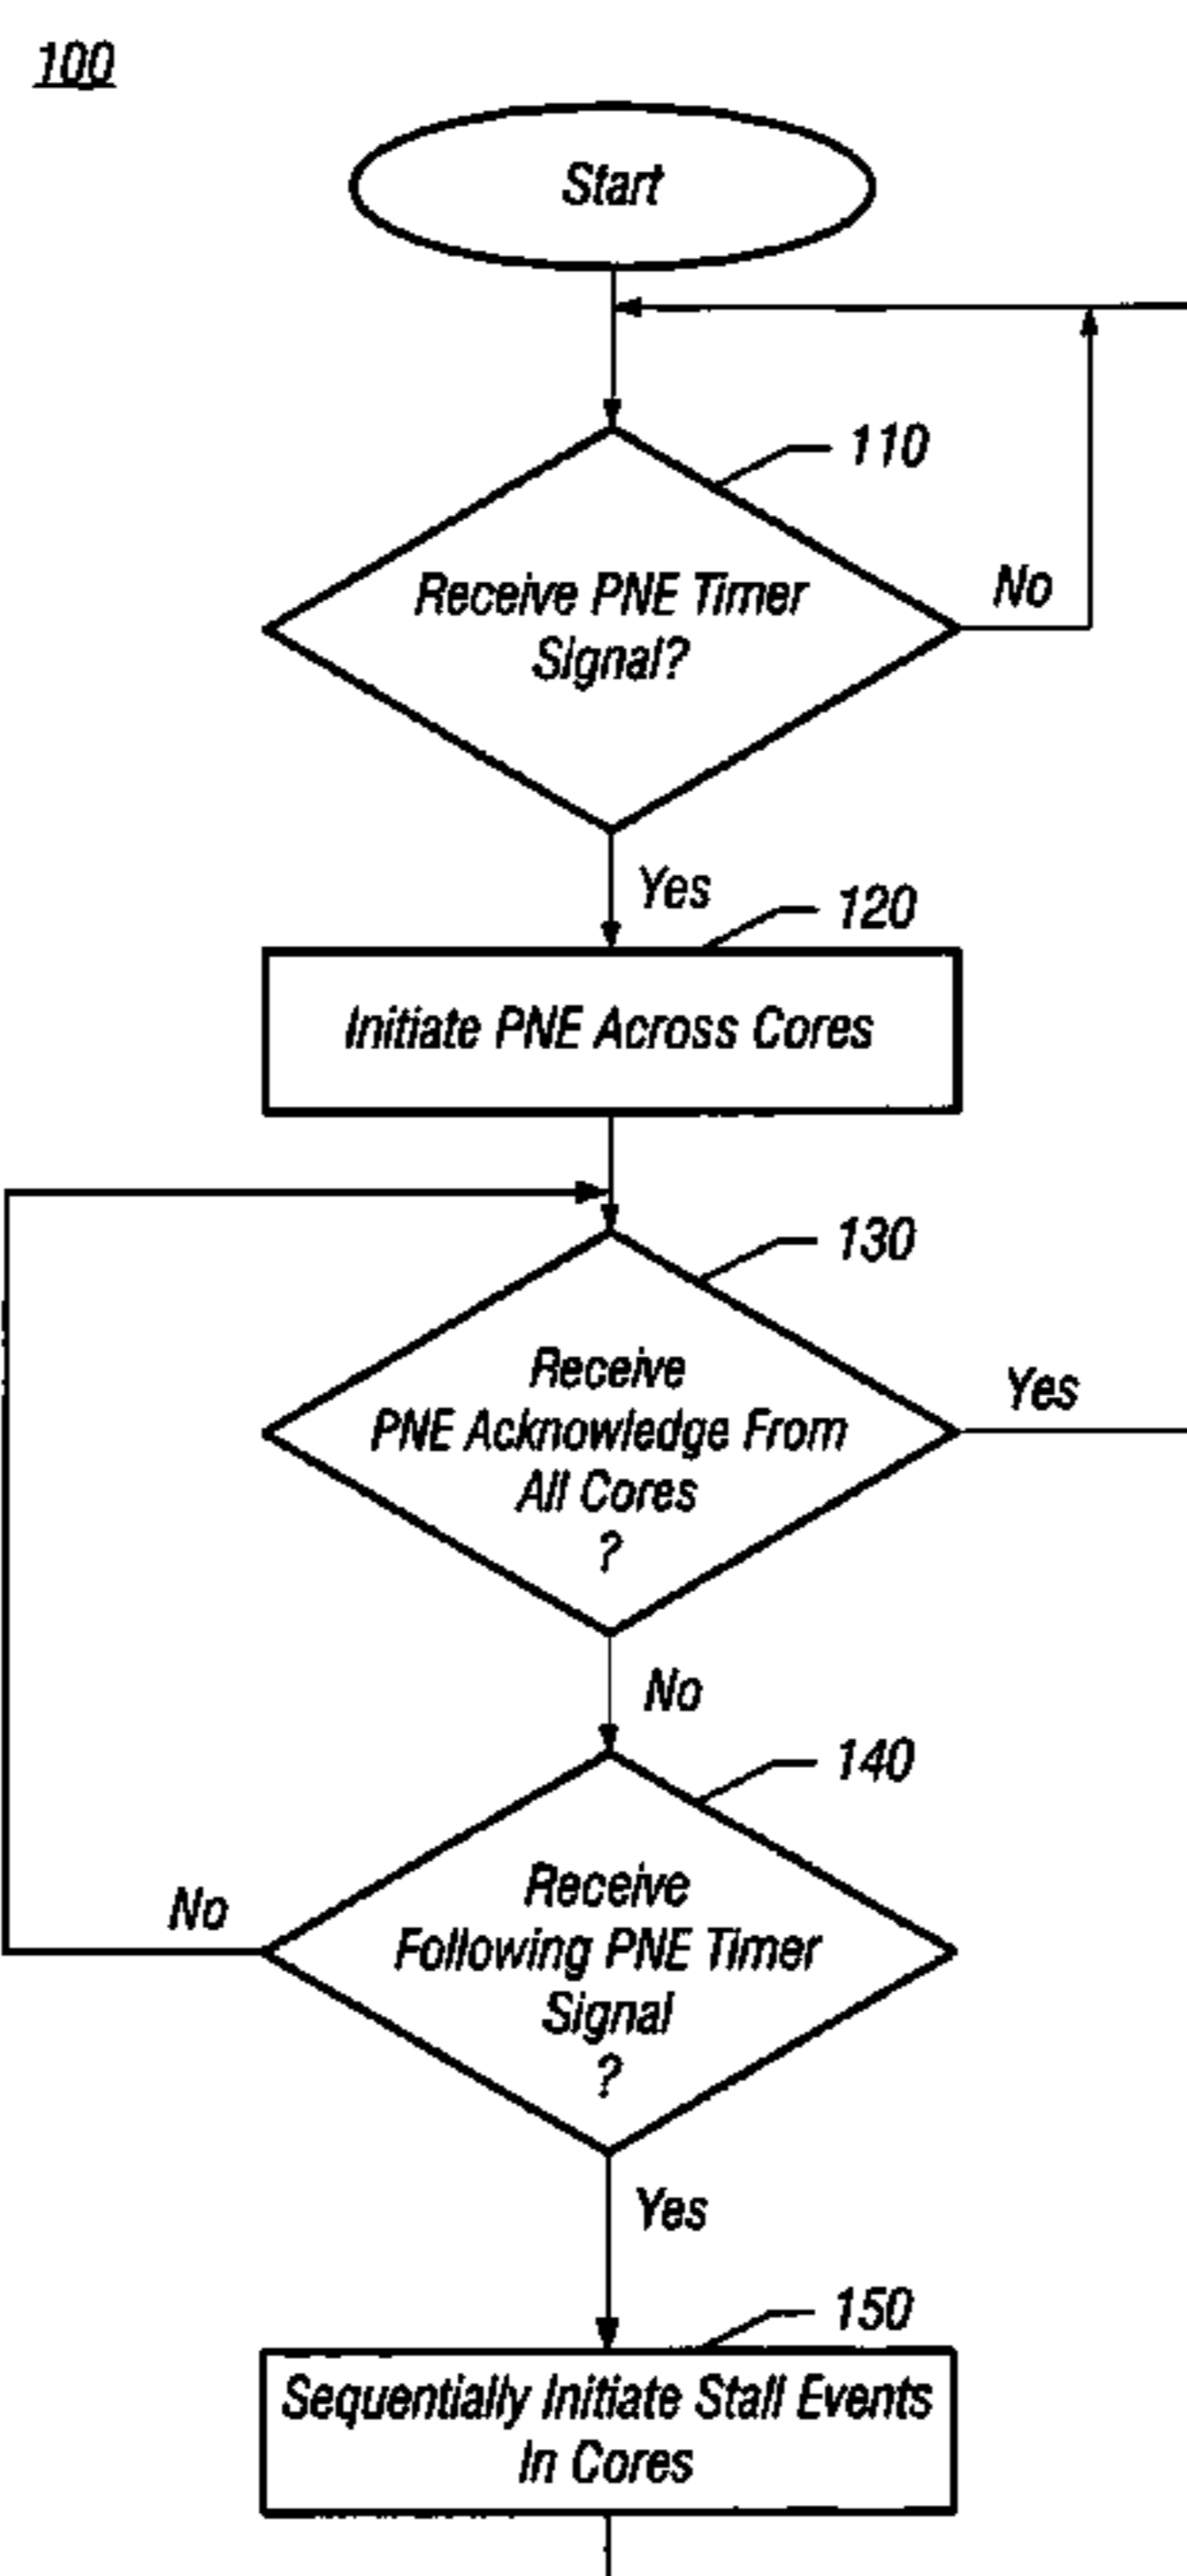 100
Start
110
Receive PNE Timer
Signal?
No
Yes
120
Initiate PNE Across Cores
130
Receive
PNE Acknowledge From
All Cores
?
Yes
No
140
Receive
Following PNE Timer
Signal
?
No
Yes
150
Sequentially Initiate Stall Events
In Cores